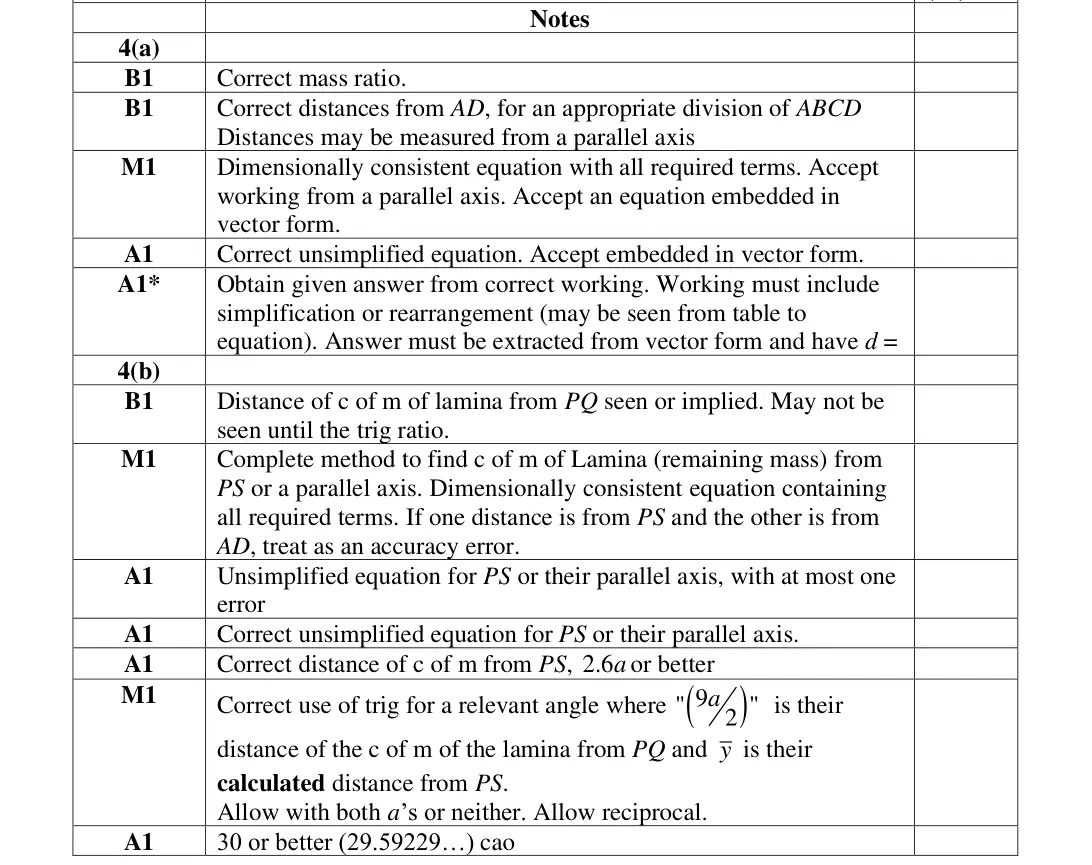 Notes
4(a)
B1 Correct mass ratio.
B1 Correct distances from AD, for an appropriate division of ABCD
Distances may be measured from a parallel axis
M1 Dimensionally consistent equation with all required terms. Accept
working from a parallel axis. Accept an equation embedded in
vector form.
A1 Correct unsimplified equation. Accept embedded in vector form.
A1* Obtain given answer from correct working. Working must include
simplification or rearrangement (may be seen from table to
equation). Answer must be extracted from vector form and have d =
4(b)
B1 Distance of c of m of lamina from PQ seen or implied. May not be
seen until the trig ratio.
M1 Complete method to find c of m of Lamina (remaining mass) from
PS or a parallel axis. Dimensionally consistent equation containing
all required terms. If one distance is from PS and the other is from
AD, treat as an accuracy error.
A1 Unsimplified equation for PS or their parallel axis, with at most one
error
A1 Correct unsimplified equation for PS or their parallel axis.
A1 Correct distance of c of m from PS, 2.6a or better
M1 Correct use of trig for a relevant angle where "(9a/2)" is their
distance of the c of m of the lamina from PQ and y̅ is their
calculated distance from PS.
Allow with both a's or neither. Allow reciprocal.
A1 30 or better (29.59229…) cao